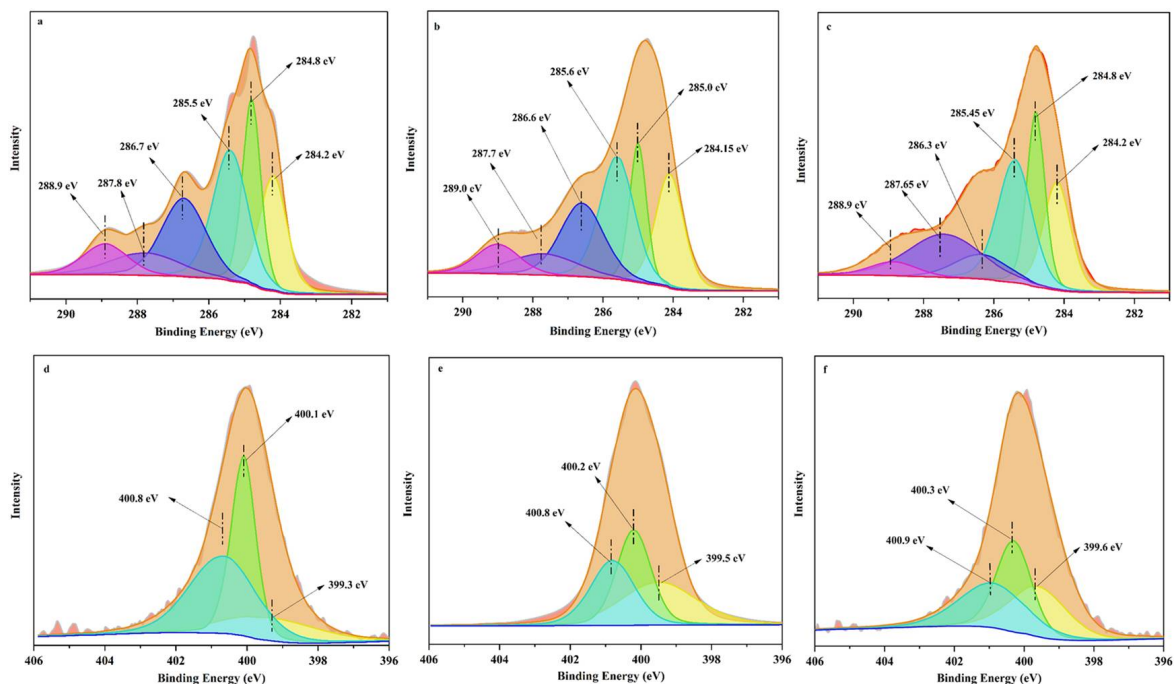 a
284.8 eV
285.5 eV
286.7 eV
284.2 eV
288.9 eV
287.8 eV
Intensity
290 288 286 284 282
Binding Energy (eV)
b
285.6 eV
285.0 eV
286.6 eV
287.7 eV
284.15 eV
289.0 eV
Intensity
290 288 286 284 282
Binding Energy (eV)
c
284.8 eV
285.45 eV
286.3 eV
284.2 eV
287.65 eV
288.9 eV
Intensity
290 288 286 284 282
Binding Energy (eV)
d
400.1 eV
400.8 eV
399.3 eV
Intensity
406 404 402 400 398 396
Binding Energy (eV)
e
400.2 eV
400.8 eV
399.5 eV
Intensity
406 404 402 400 398 396
Binding Energy (eV)
f
400.3 eV
400.9 eV
399.6 eV
Intensity
406 404 402 400 398 396
Binding Energy (eV)